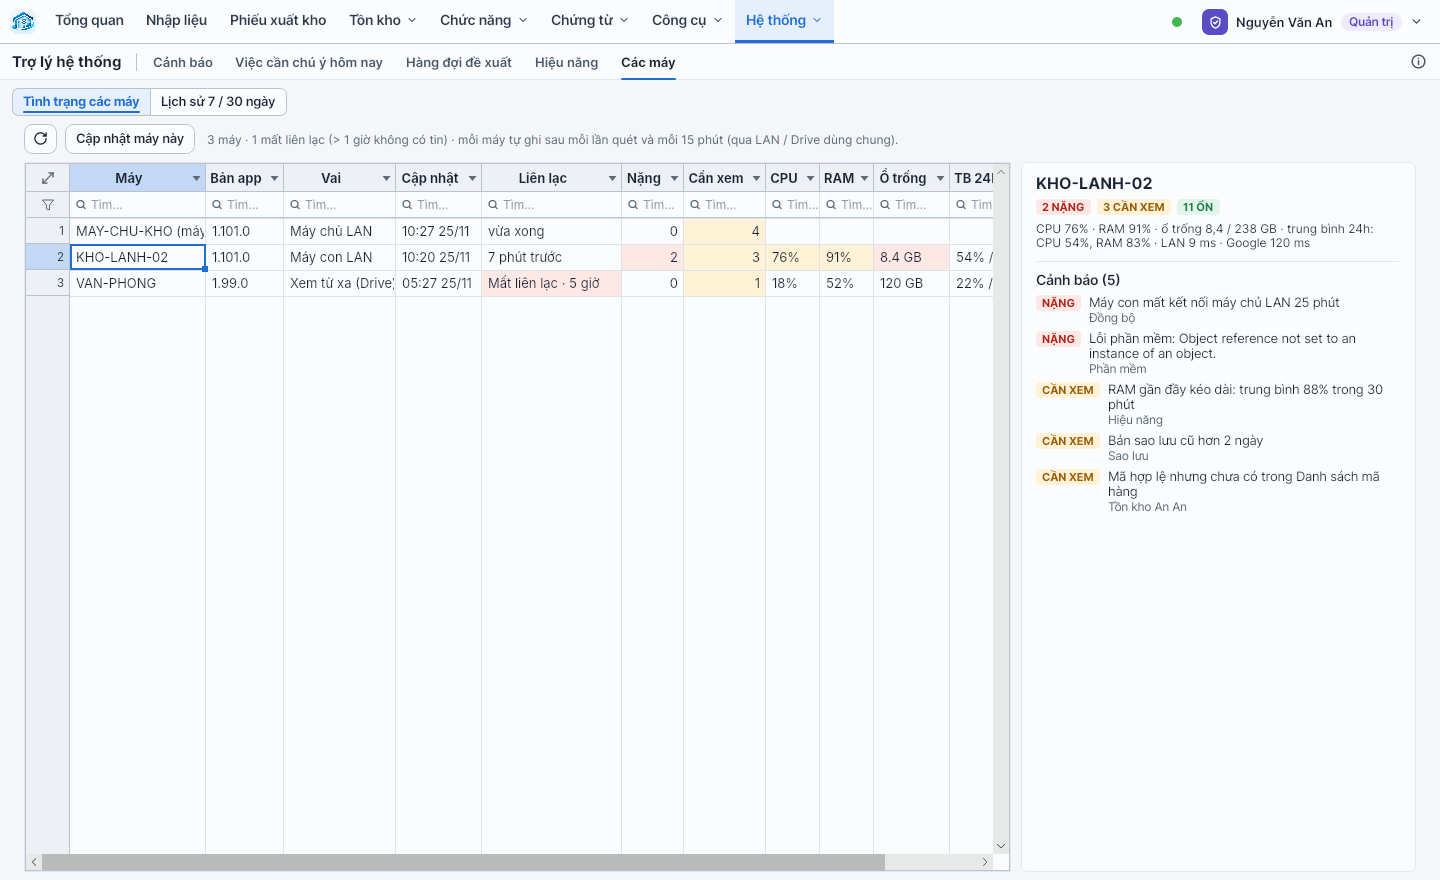 Tổng quan Nhập liệu Phiếu xuất kho Tồn kho Chức năng Chứng từ Công cụ Hệ thống Nguyễn Văn An Quản trị
Trợ lý hệ thống Cảnh báo Việc cần chú ý hôm nay Hàng đợi đề xuất Hiệu năng Các máy
Tình trạng các máy Lịch sử 7 / 30 ngày
Cập nhật máy này 3 máy · 1 mất liên lạc (> 1 giờ không có tin) · mỗi máy tự ghi sau mỗi lần quét và mỗi 15 phút (qua LAN / Drive dùng chung).
Máy Bản app Vai Cập nhật Liên lạc Nặng Cần xem CPU RAM Ổ trống TB 24
Tìm... Tìm... Tìm... Tìm... Tìm... Tìm... Tìm... Tìm... Tìm... Tìm... Tìm
1 MAY-CHU-KHO (máy 1.101.0 Máy chủ LAN 10:27 25/11 vừa xong 0 4
2 KHO-LANH-02 1.101.0 Máy con LAN 10:20 25/11 7 phút trước 2 3 76% 91% 8.4 GB 54% /
3 VAN-PHONG 1.99.0 Xem từ xa (Drive) 05:27 25/11 Mất liên lạc · 5 giờ 0 1 18% 52% 120 GB 22% /
KHO-LANH-02
2 NẶNG 3 CẦN XEM 11 ỔN
CPU 76% · RAM 91% · ổ trống 8,4 / 238 GB · trung bình 24h:
CPU 54%, RAM 83% · LAN 9 ms · Google 120 ms
Cảnh báo (5)
NẶNG Máy con mất kết nối máy chủ LAN 25 phút
Đồng bộ
NẶNG Lỗi phần mềm: Object reference not set to an
instance of an object.
Phần mềm
CẦN XEM RAM gần đầy kéo dài: trung bình 88% trong 30
phút
Hiệu năng
CẦN XEM Bản sao lưu cũ hơn 2 ngày
Sao lưu
CẦN XEM Mã hợp lệ nhưng chưa có trong Danh sách mã
hàng
Tồn kho An An